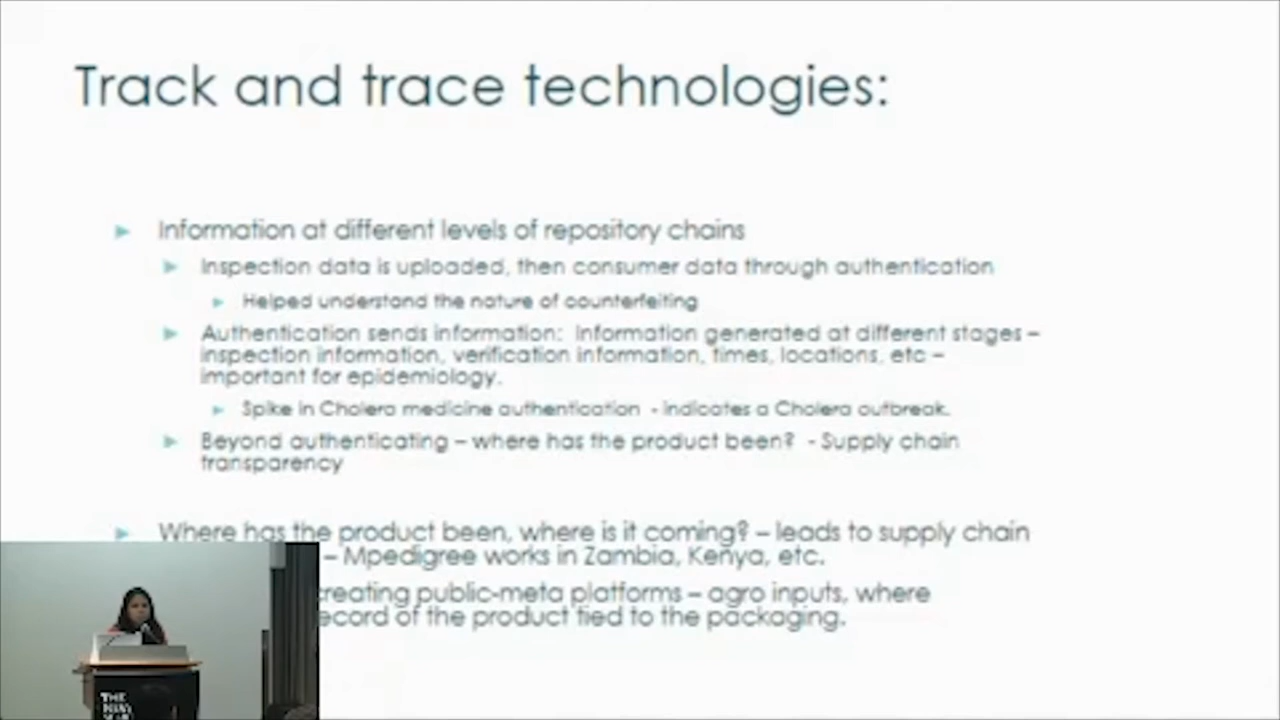 Track and trace technologies:
Information at different levels of repository chains
Inspection data is uploaded, then consumer data through authentication
Helped understand the nature of counterfeiting
Authentication sends information: Information generated at different stages –
inspection information, verification information, times, locations, etc –
important for epidemiology.
Spike in Cholera medicine authentication - indicates a Cholera outbreak.
Beyond authenticating – where has the product been? - Supply chain
transparency
Where has the product been, where is it coming? – leads to supply chain
– Mpedigree works in Zambia, Kenya, etc.
creating public-meta platforms – agro inputs, where
record of the product tied to the packaging.
THE